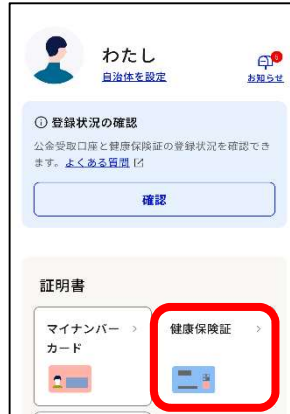 わたし
自治体を設定
お知らせ
登録状況の確認
公金受取口座と健康保険証の登録状況を確認でき
ます。よくある質問
確認
証明書
マイナンバー
カード
健康保険証